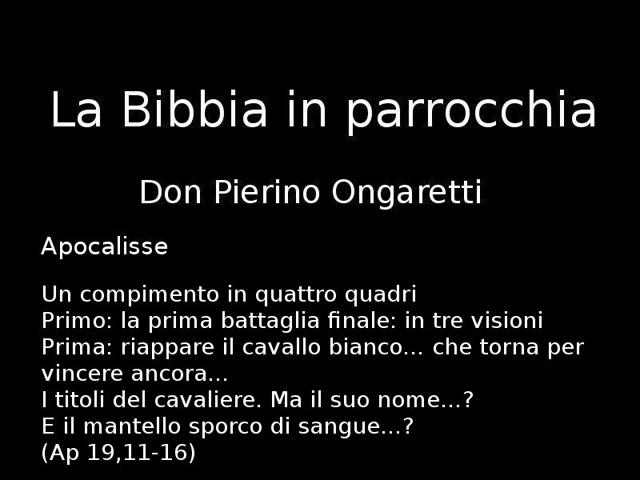 La Bibbia in parrocchia
Don Pierino Ongaretti
Apocalisse
Un compimento in quattro quadri
Primo: la prima battaglia finale: in tre visioni
Prima: riappare il cavallo bianco... che torna per
vincere ancora...
I titoli del cavaliere. Ma il suo nome...?
E il mantello sporco di sangue...?
(Ap 19,11-16)